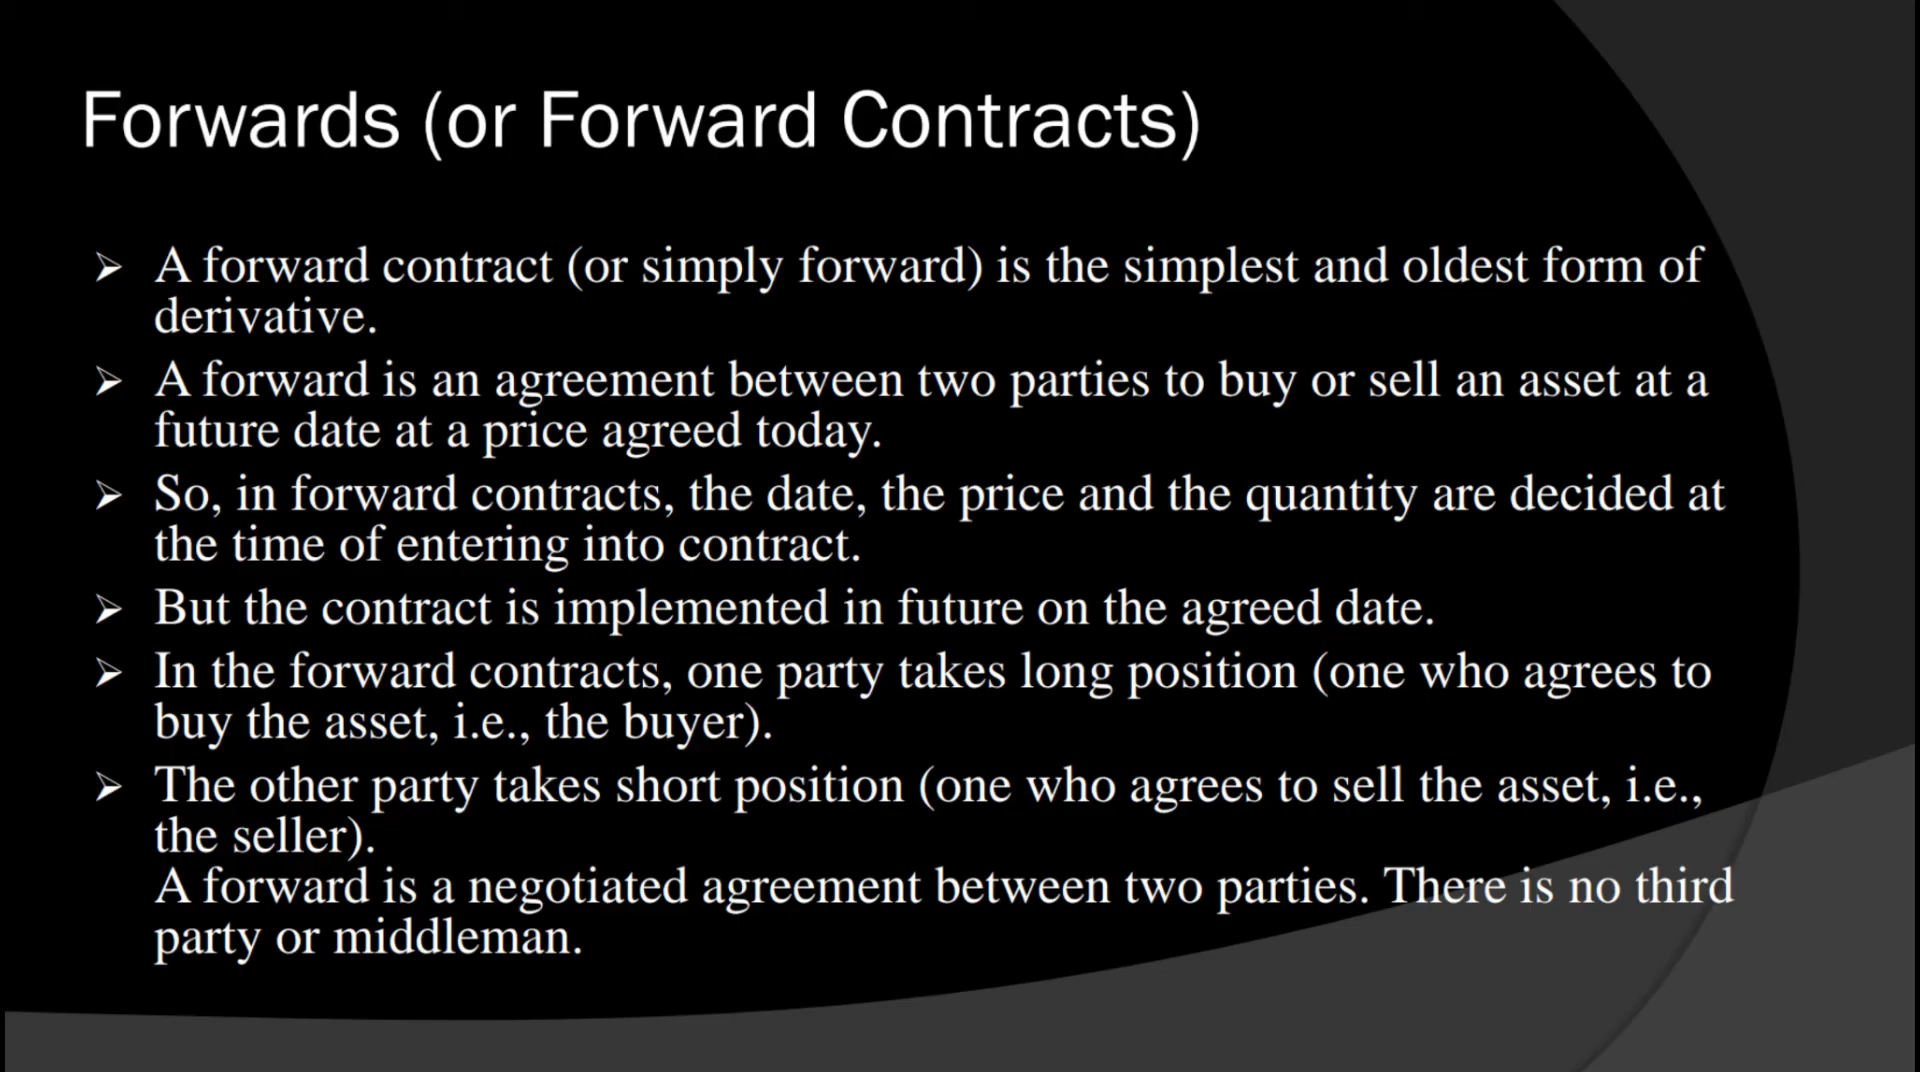 Forwards (or Forward Contracts)
➢ A forward contract (or simply forward) is the simplest and oldest form of
derivative.
➢ A forward is an agreement between two parties to buy or sell an asset at a
future date at a price agreed today.
➢ So, in forward contracts, the date, the price and the quantity are decided at
the time of entering into contract.
➢ But the contract is implemented in future on the agreed date.
➢ In the forward contracts, one party takes long position (one who agrees to
buy the asset, i.e., the buyer).
➢ The other party takes short position (one who agrees to sell the asset, i.e.,
the seller).
A forward is a negotiated agreement between two parties. There is no third
party or middleman.